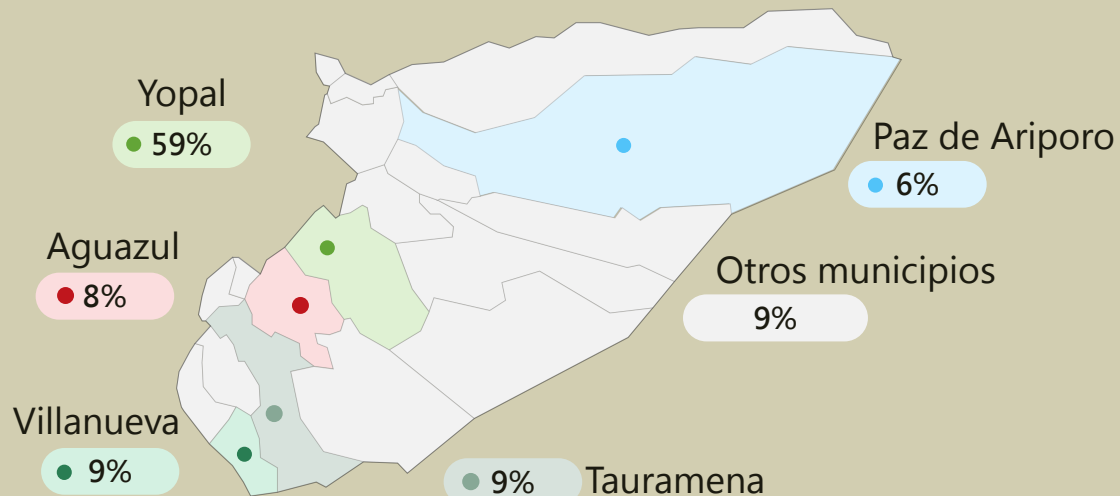 Yopal
59%
Paz de Ariporo
6%
Aguazul
8%
Otros municipios
9%
Villanueva
9%
9% Tauramena